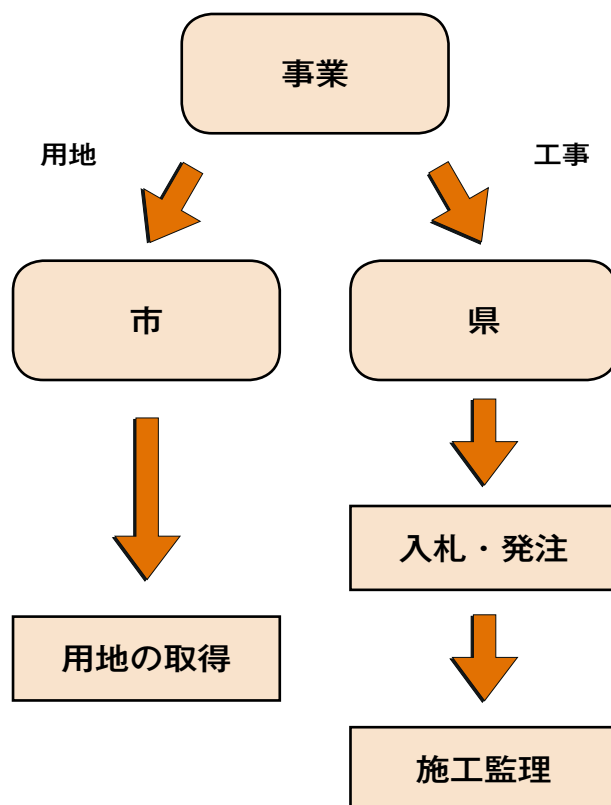 事業
用地
工事
市
県
入札・発注
用地の取得
施工監理